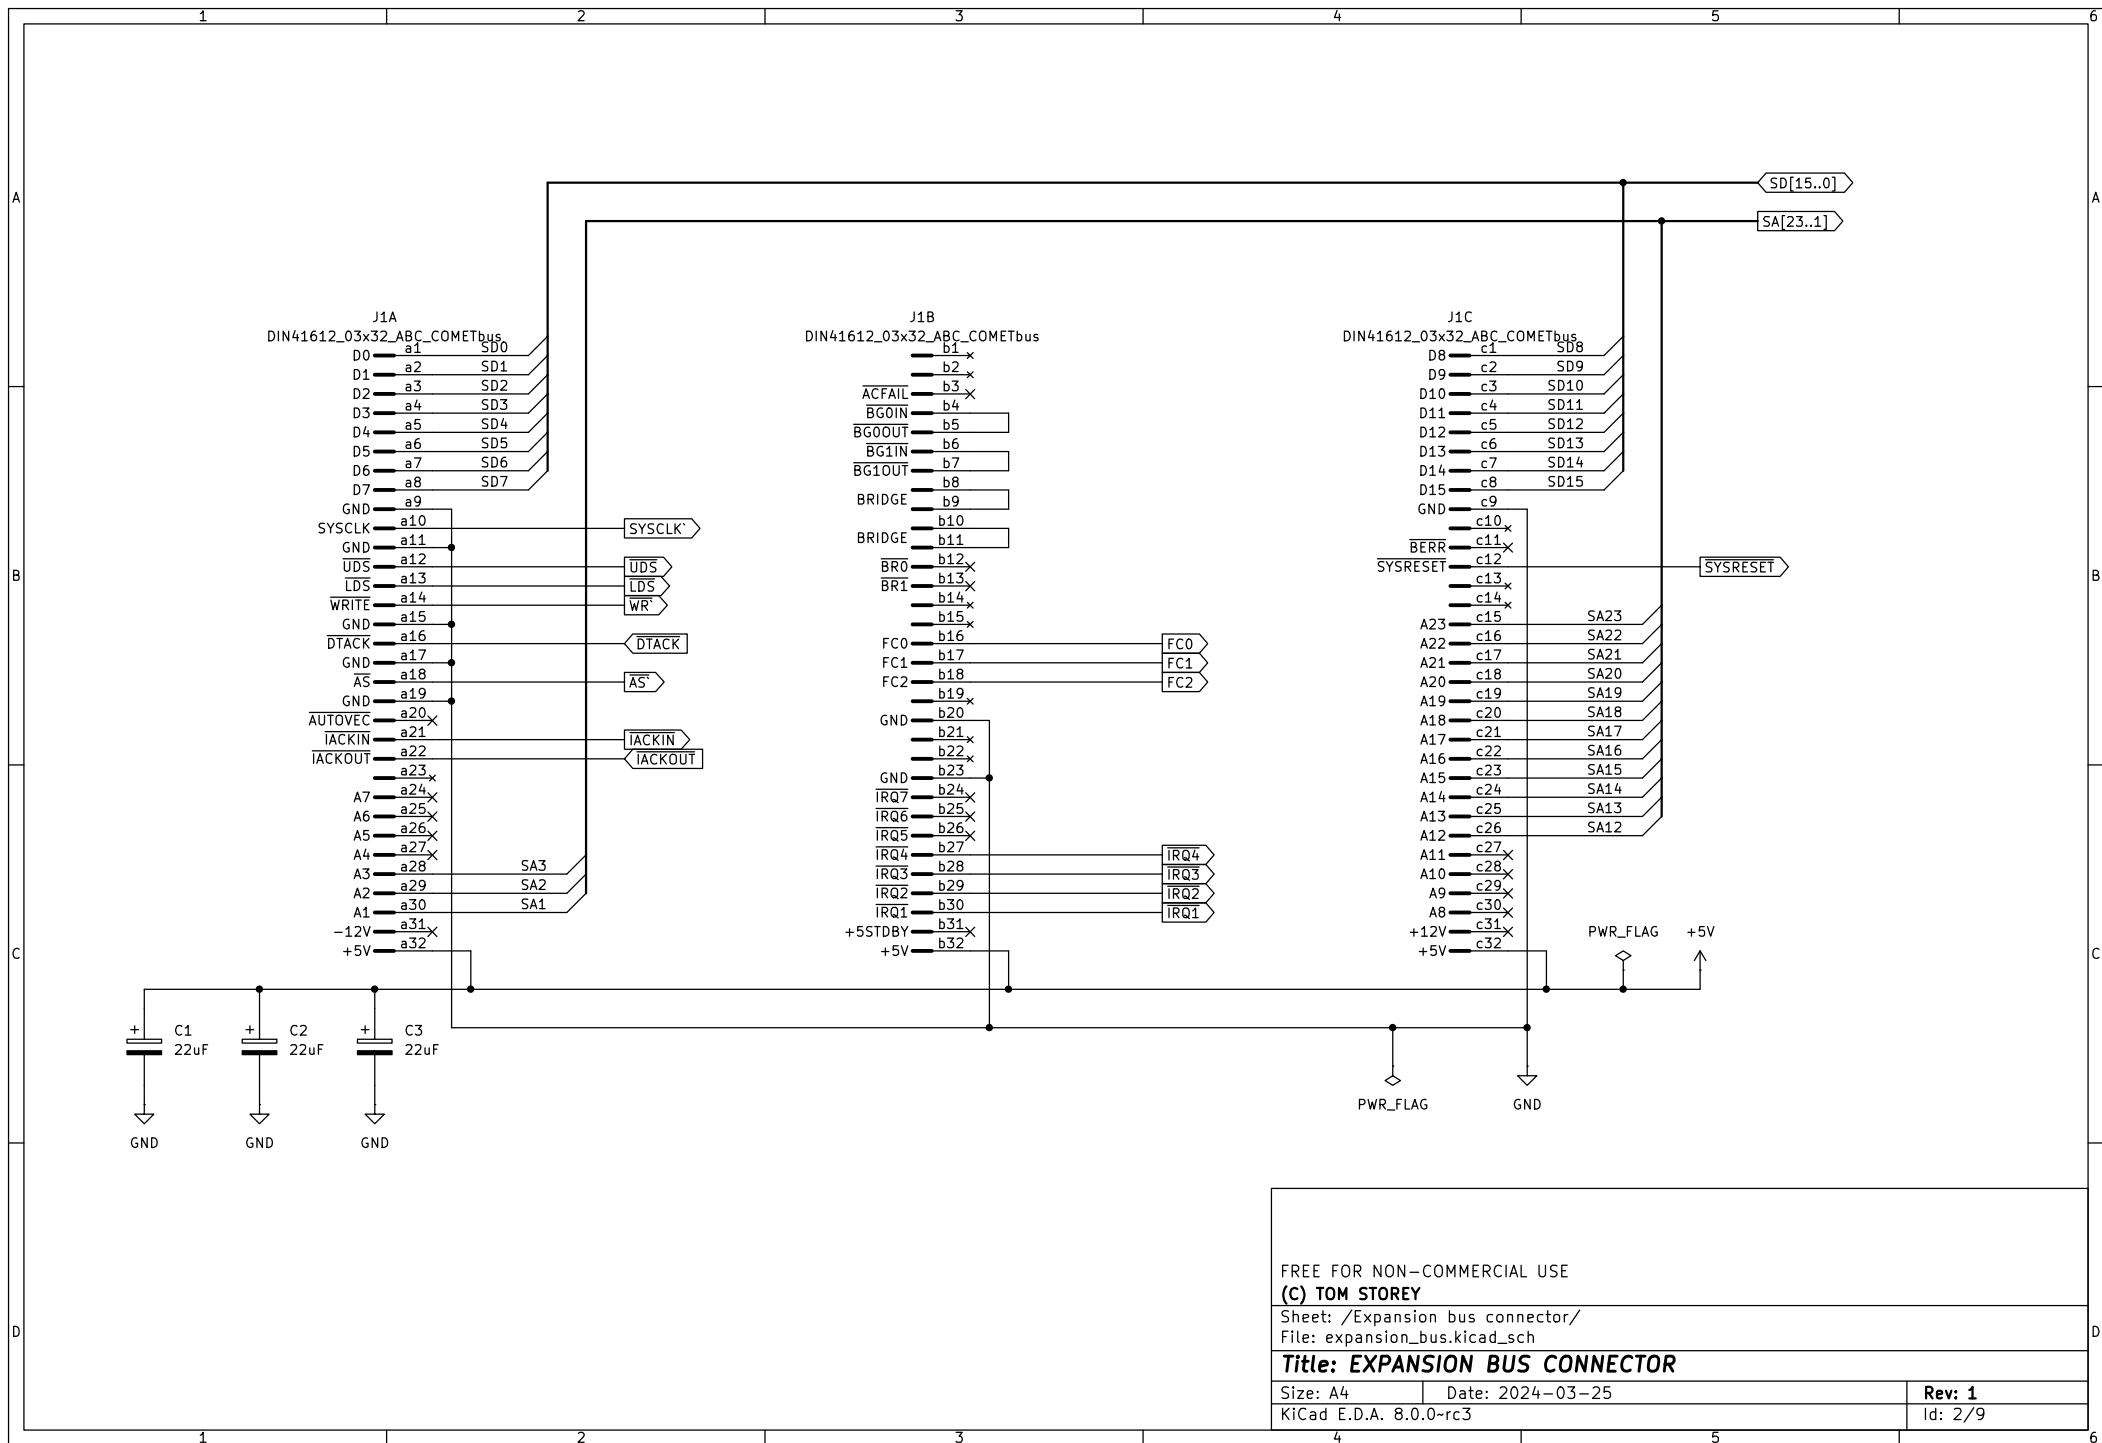 1 2 3 4 5 6
A
B
C
D
SD[15..0]
SA[23..1]
J1A
DIN41612_03x32_ABC_COMETbus
D0 a1 SD0
D1 a2 SD1
D2 a3 SD2
D3 a4 SD3
D4 a5 SD4
D5 a6 SD5
D6 a7 SD6
D7 a8 SD7
GND a9
SYSCLK a10 SYSCLK`
GND a11
UDS a12 UDS
LDS a13 LDS
WRITE a14 WR`
GND a15
DTACK a16 DTACK
GND a17
AS a18 AS`
GND a19
AUTOVEC a20
IACKIN a21 IACKIN
IACKOUT a22 IACKOUT
a23
A7 a24
A6 a25
A5 a26
A4 a27
A3 a28 SA3
A2 a29 SA2
A1 a30 SA1
-12V a31
+5V a32
J1B
DIN41612_03x32_ABC_COMETbus
b1
b2
ACFAIL b3
BG0IN b4
BG0OUT b5
BG1IN b6
BG1OUT b7
b8
BRIDGE b9
b10
BRIDGE b11
BR0 b12
BR1 b13
b14
b15
FC0 b16 FC0
FC1 b17 FC1
FC2 b18 FC2
b19
GND b20
b21
b22
GND b23
IRQ7 b24
IRQ6 b25
IRQ5 b26
IRQ4 b27 IRQ4
IRQ3 b28 IRQ3
IRQ2 b29 IRQ2
IRQ1 b30 IRQ1
+5STDBY b31
+5V b32
J1C
DIN41612_03x32_ABC_COMETbus
D8 c1 SD8
D9 c2 SD9
D10 c3 SD10
D11 c4 SD11
D12 c5 SD12
D13 c6 SD13
D14 c7 SD14
D15 c8 SD15
GND c9
c10
BERR c11
SYSRESET c12 SYSRESET
c13
c14
A23 c15 SA23
A22 c16 SA22
A21 c17 SA21
A20 c18 SA20
A19 c19 SA19
A18 c20 SA18
A17 c21 SA17
A16 c22 SA16
A15 c23 SA15
A14 c24 SA14
A13 c25 SA13
A12 c26 SA12
A11 c27
A10 c28
A9 c29
A8 c30
+12V c31
+5V c32
PWR_FLAG +5V
+ C1 + C2 + C3
22uF 22uF 22uF
GND GND GND
PWR_FLAG GND
FREE FOR NON-COMMERCIAL USE
(C) TOM STOREY
Sheet: /Expansion bus connector/
File: expansion_bus.kicad_sch
Title: EXPANSION BUS CONNECTOR
Size: A4 Date: 2024-03-25 Rev: 1
KiCad E.D.A. 8.0.0~rc3 Id: 2/9
A
B
C
D
1 2 3 4 5 6